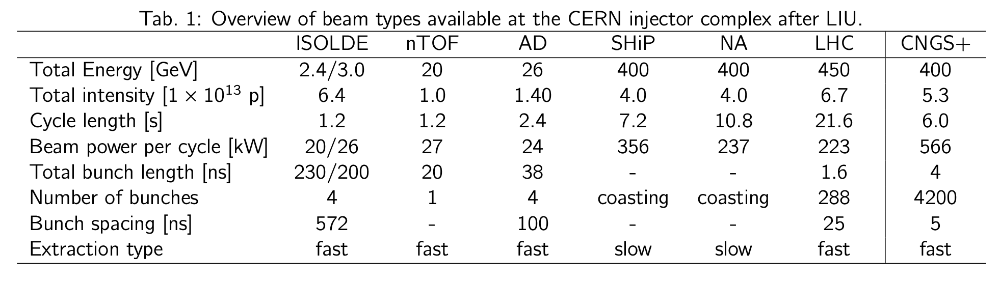 Tab. 1: Overview of beam types available at the CERN injector complex after LIU.
ISOLDE nTOF AD SHiP NA LHC CNGS+
Total Energy [GeV] 2.4/3.0 20 26 400 400 450 400
Total intensity [1 × 10¹³ p] 6.4 1.0 1.40 4.0 4.0 6.7 5.3
Cycle length [s] 1.2 1.2 2.4 7.2 10.8 21.6 6.0
Beam power per cycle [kW] 20/26 27 24 356 237 223 566
Total bunch length [ns] 230/200 20 38 - - 1.6 4
Number of bunches 4 1 4 coasting coasting 288 4200
Bunch spacing [ns] 572 - 100 - - 25 5
Extraction type fast fast fast slow slow fast fast